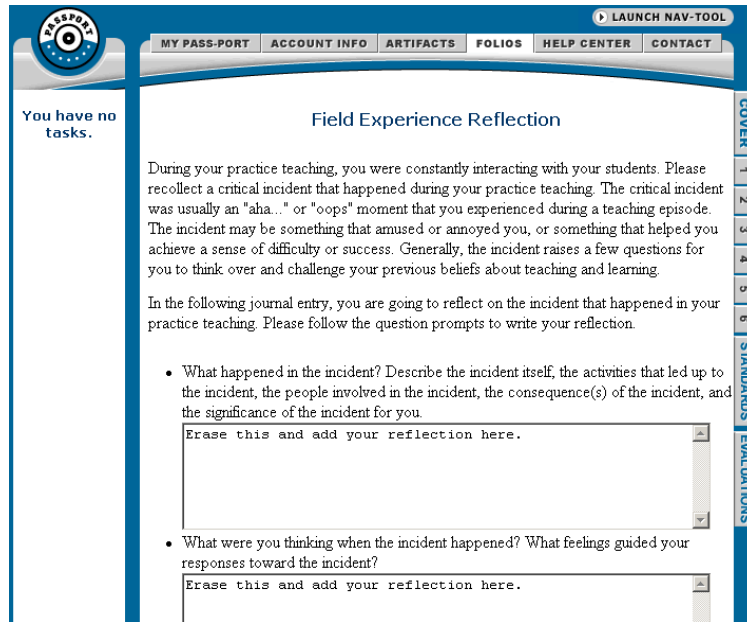 PASSPORT
LAUNCH NAV-TOOL
MY PASS-PORT
ACCOUNT INFO
ARTIFACTS
FOLIOS
HELP CENTER
CONTACT
You have no
tasks.
Field Experience Reflection
During your practice teaching, you were constantly interacting with your students. Please
recollect a critical incident that happened during your practice teaching. The critical incident
was usually an "aha..." or "oops" moment that you experienced during a teaching episode.
The incident may be something that amused or annoyed you, or something that helped you
achieve a sense of difficulty or success. Generally, the incident raises a few questions for
you to think over and challenge your previous beliefs about teaching and learning.
In the following journal entry, you are going to reflect on the incident that happened in your
practice teaching. Please follow the question prompts to write your reflection.
• What happened in the incident? Describe the incident itself, the activities that led up to
the incident, the people involved in the incident, the consequence(s) of the incident, and
the significance of the incident for you.
Erase this and add your reflection here.
• What were you thinking when the incident happened? What feelings guided your
responses toward the incident?
Erase this and add your reflection here.
COVER
1
2
3
4
5
6
STANDARDS
EVALUATIONS